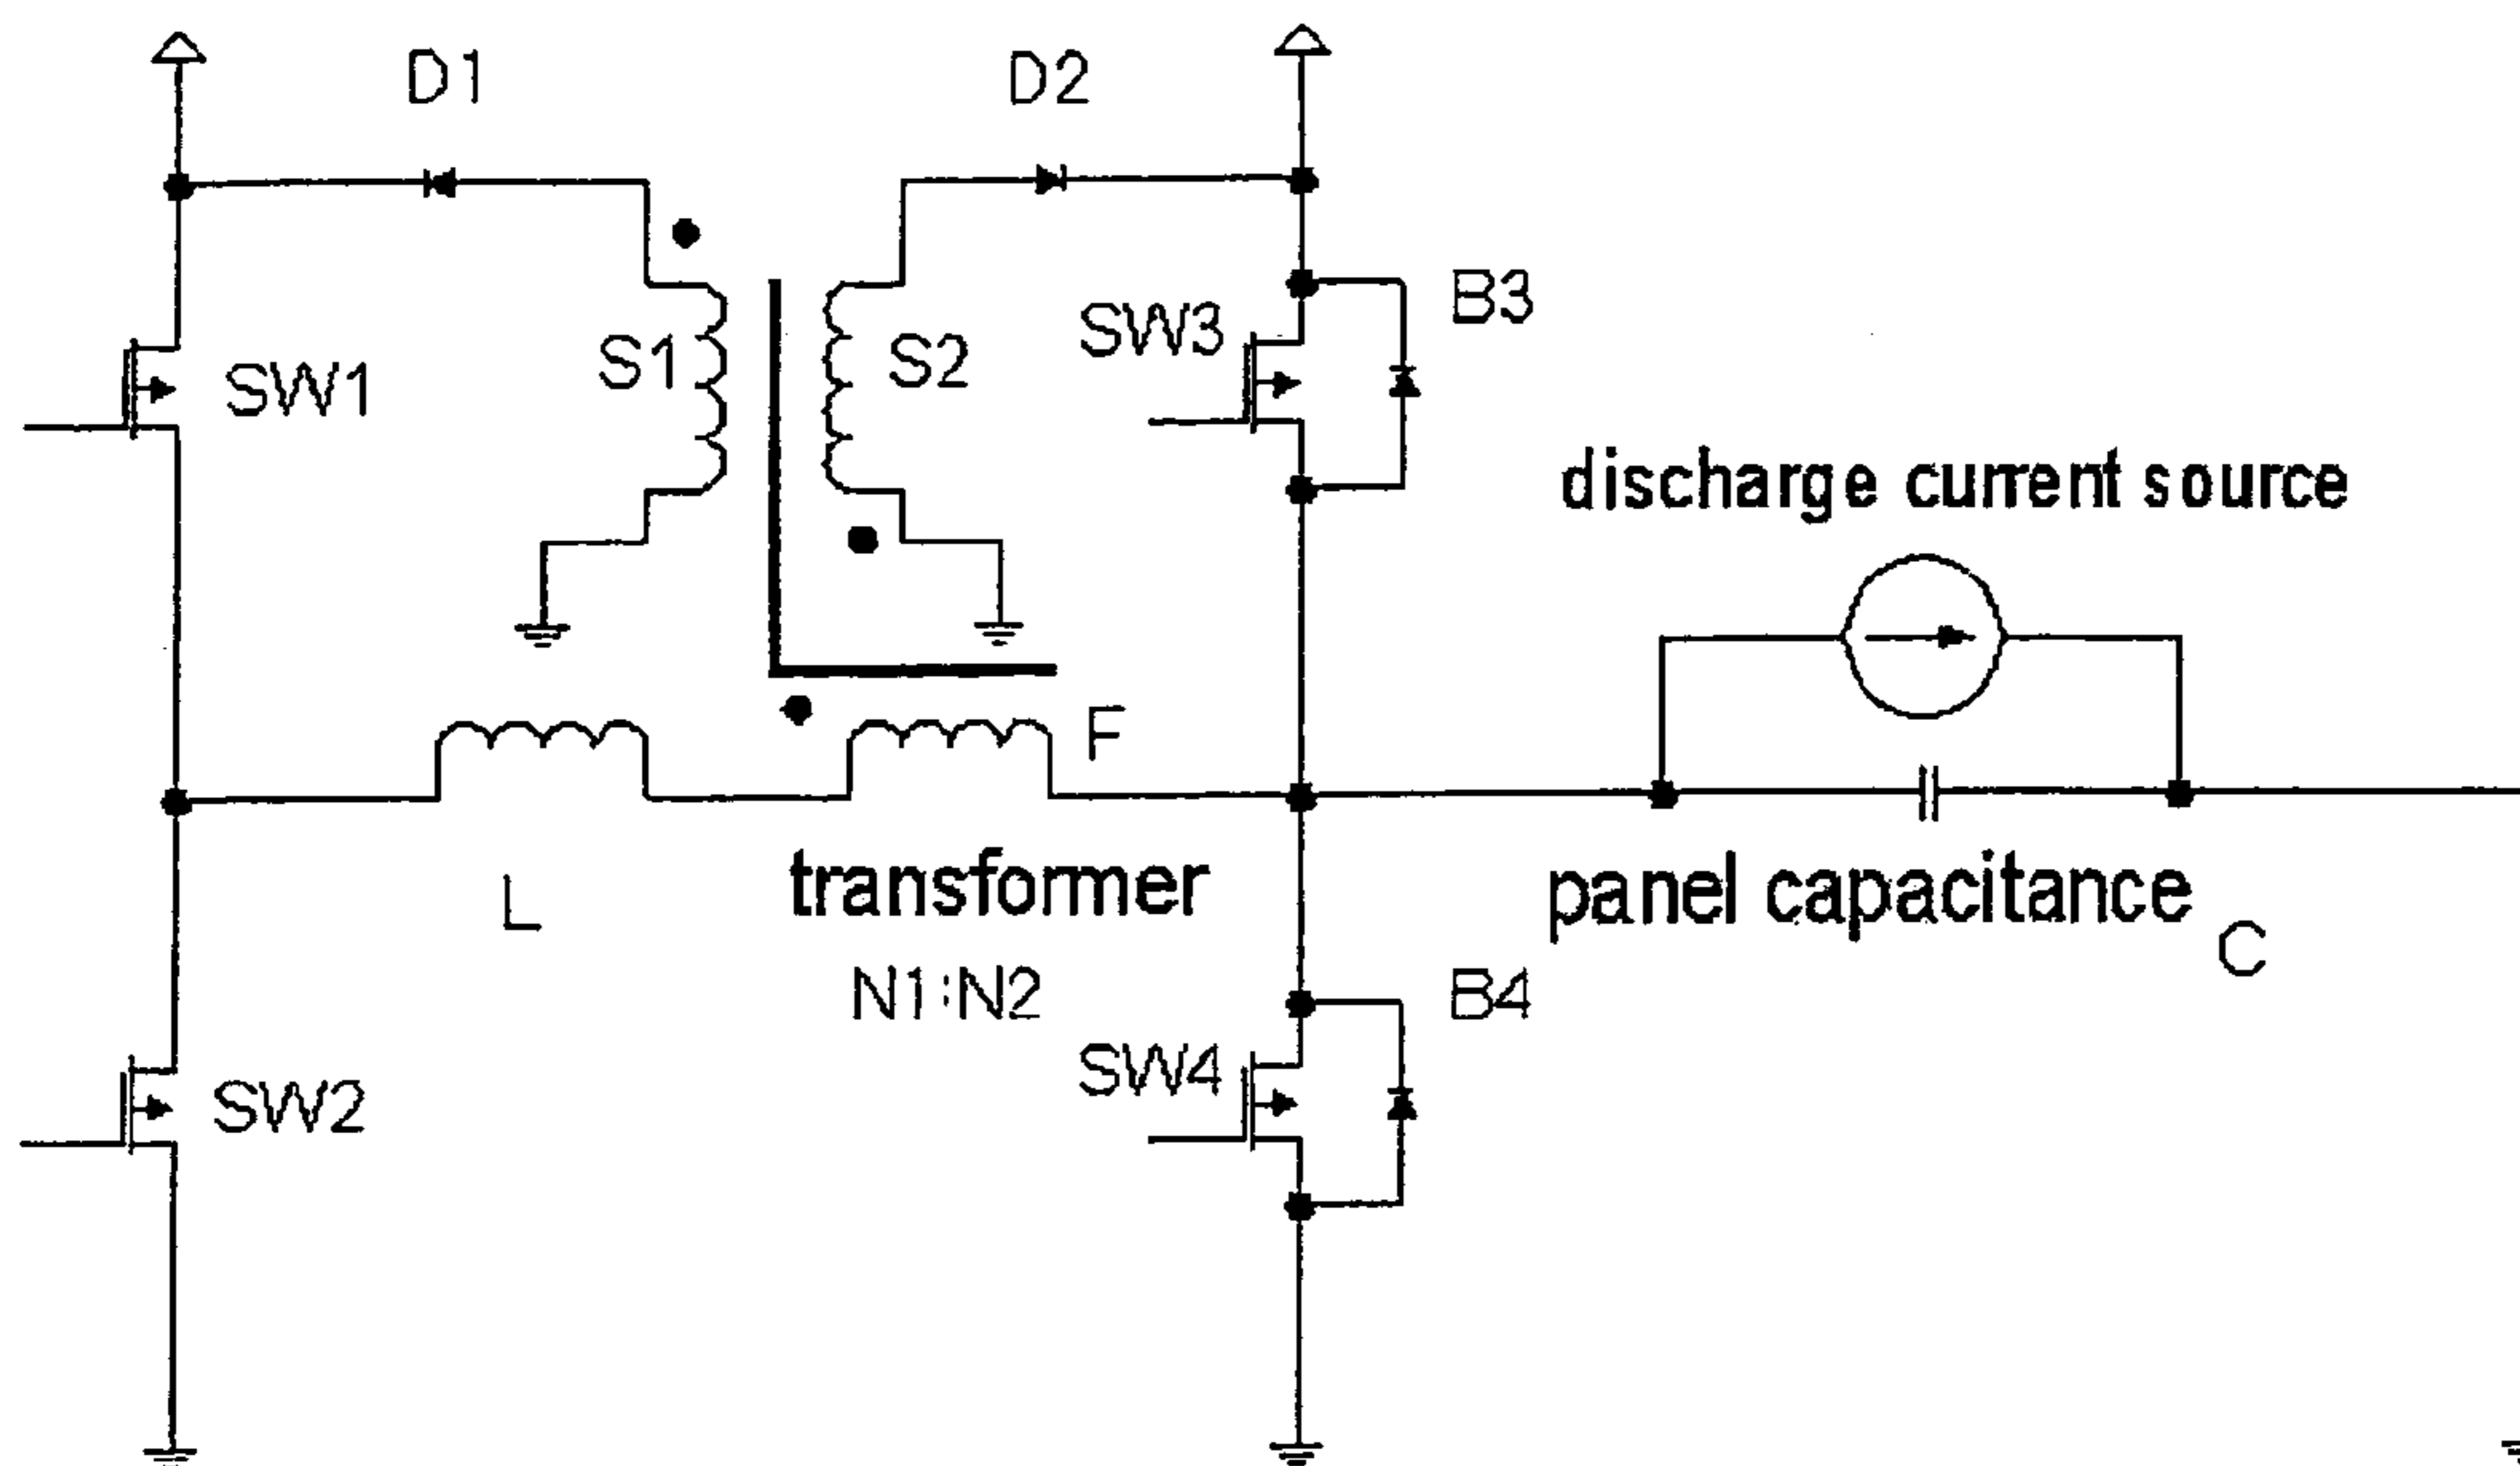 D1
D2
B3
SW3
S1
S2
SW1
discharge current source
F
transformer
panel capacitance
L
C
N1:N2
B4
SW4
SW2